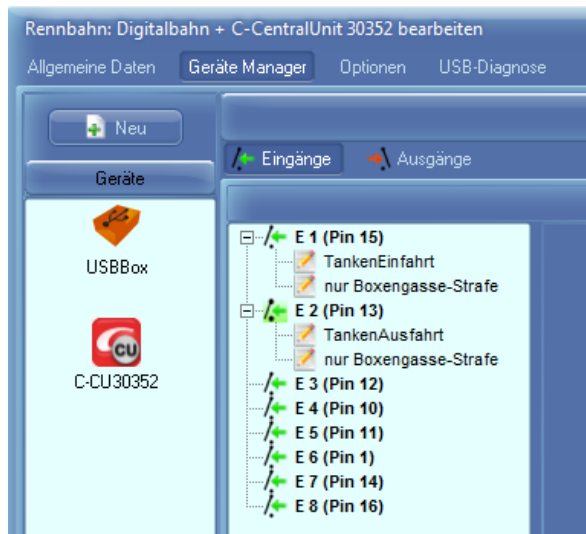 Rennbahn: Digitalbahn + C-CentralUnit 30352 bearbeiten
Allgemeine Daten Geräte Manager Optionen USB-Diagnose
Neu
Eingänge Ausgänge
Geräte
USBBox
CU
C-CU30352
E 1 (Pin 15)
TankenEinfahrt
nur Boxengasse-Strafe
E 2 (Pin 13)
TankenAusfahrt
nur Boxengasse-Strafe
E 3 (Pin 12)
E 4 (Pin 10)
E 5 (Pin 11)
E 6 (Pin 1)
E 7 (Pin 14)
E 8 (Pin 16)